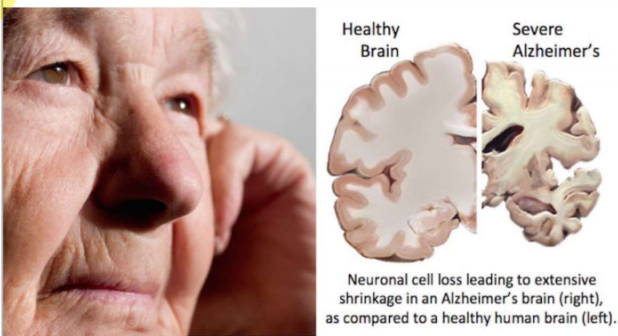 Healthy
Brain
Severe
Alzheimer's
Neuronal cell loss leading to extensive
shrinkage in an Alzheimer's brain (right),
as compared to a healthy human brain (left).